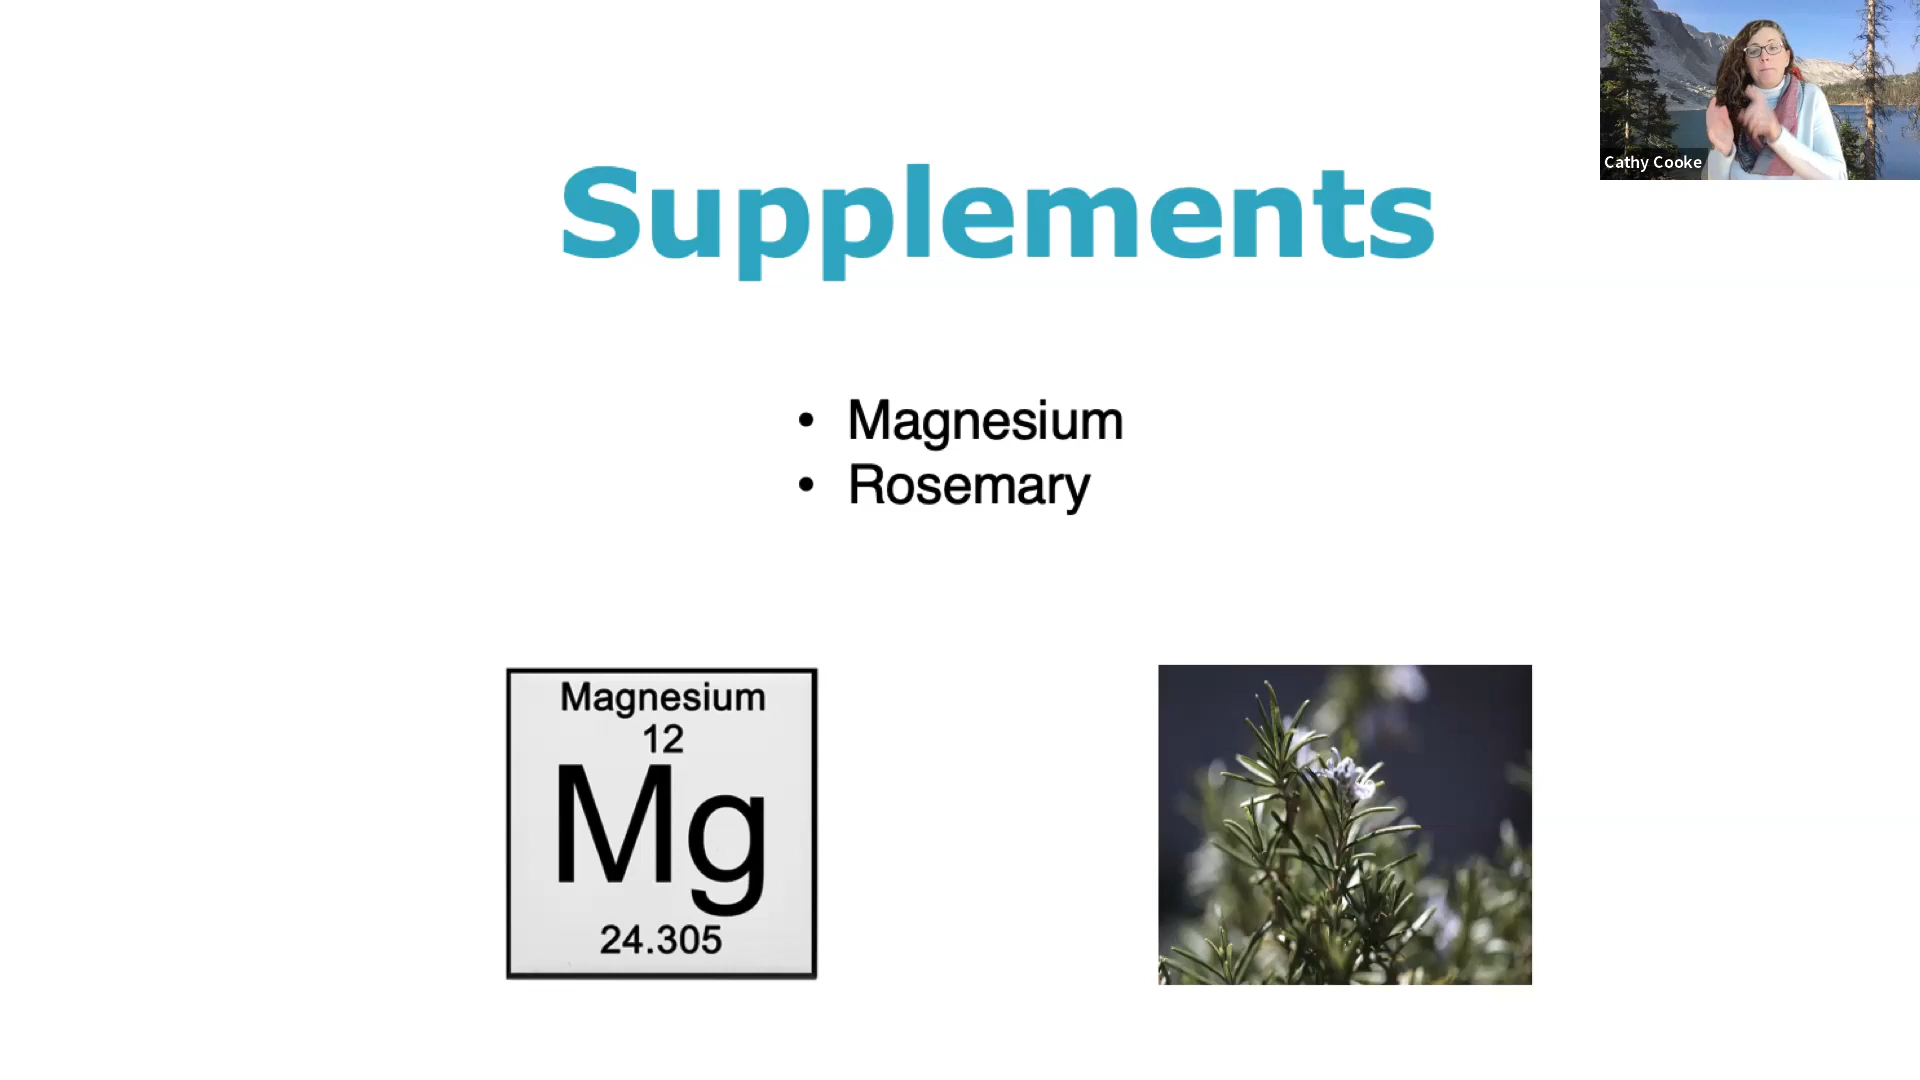 Cathy Cooke
Supplements
• Magnesium
• Rosemary
Magnesium
12
Mg
24.305